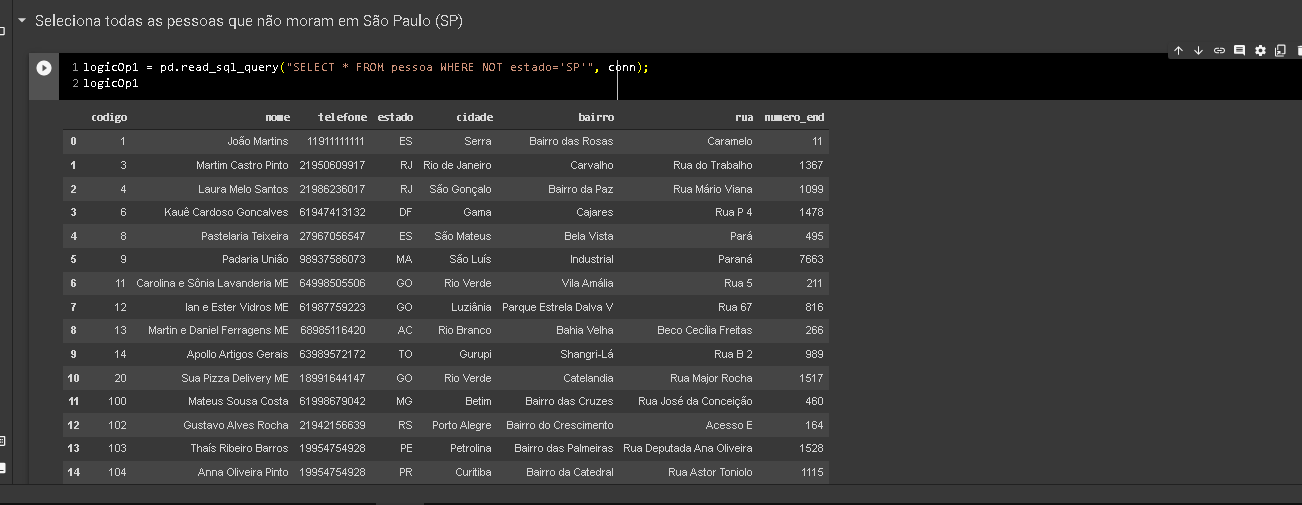 Seleciona todas as pessoas que não moram em São Paulo (SP)
1 logicOp1 = pd.read_sql_query("SELECT * FROM pessoa WHERE NOT estado='SP'", conn);
2 logicOp1
codigo nome telefone estado cidade bairro rua numero_end
0 1 João Martins 11911111111 ES Serra Bairro das Rosas Caramelo 11
1 3 Martim Castro Pinto 21950609917 RJ Rio de Janeiro Carvalho Rua do Trabalho 1367
2 4 Laura Melo Santos 21986236017 RJ São Gonçalo Bairro da Paz Rua Mário Viana 1099
3 6 Kauê Cardoso Goncalves 61947413132 DF Gama Cajares Rua P 4 1478
4 8 Pastelaria Teixeira 27967056547 ES São Mateus Bela Vista Pará 495
5 9 Padaria União 98937586073 MA São Luís Industrial Paraná 7663
6 11 Carolina e Sônia Lavanderia ME 64998505506 GO Rio Verde Vila Amália Rua 5 211
7 12 Ian e Ester Vidros ME 61987759223 GO Luziânia Parque Estrela Dalva V Rua 67 816
8 13 Martin e Daniel Ferragens ME 68985116420 AC Rio Branco Bahia Velha Beco Cecília Freitas 266
9 14 Apollo Artigos Gerais 63989572172 TO Gurupi Shangri-Lá Rua B 2 989
10 20 Sua Pizza Delivery ME 18991644147 GO Rio Verde Catelandia Rua Major Rocha 1517
11 100 Mateus Sousa Costa 61998679042 MG Betim Bairro das Cruzes Rua José da Conceição 460
12 102 Gustavo Alves Rocha 21942156639 RS Porto Alegre Bairro do Crescimento Acesso E 164
13 103 Thaís Ribeiro Barros 19954754928 PE Petrolina Bairro das Palmeiras Rua Deputada Ana Oliveira 1528
14 104 Anna Oliveira Pinto 19954754928 PR Curitiba Bairro da Catedral Rua Astor Toniolo 1115